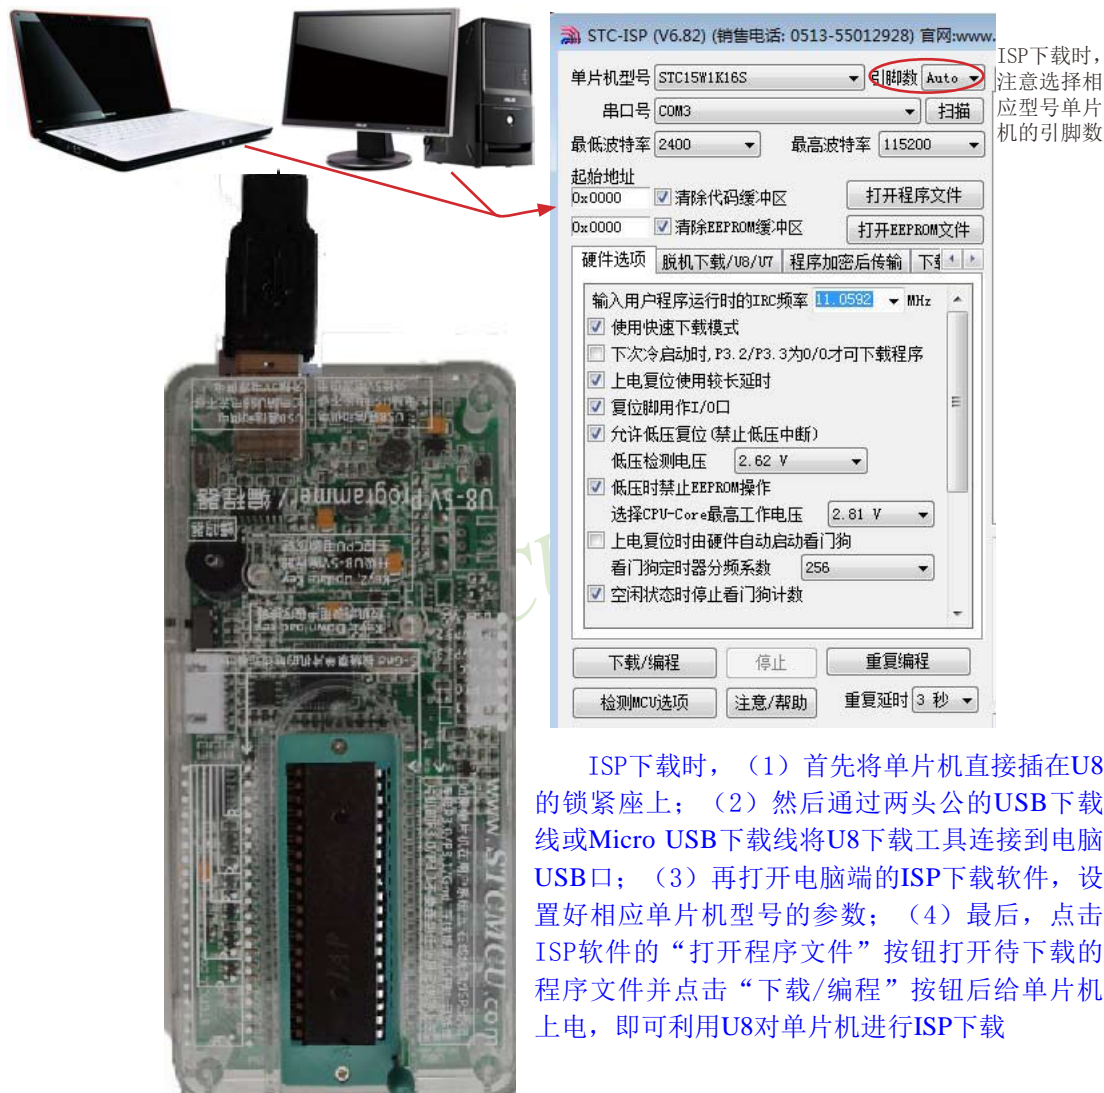 STC-ISP (V6.82) (销售电话: 0513-55012928) 官网:www.
单片机型号 STC15W1K16S 引脚数 Auto
串口号 COM3 扫描
最低波特率 2400 最高波特率 115200
起始地址
0x0000 清除代码缓冲区 打开程序文件
0x0000 清除EEPROM缓冲区 打开EEPROM文件
硬件选项 脱机下载/U8/U7 程序加密后传输 下载
输入用户程序运行时的IRC频率 11.0592 MHz
使用快速下载模式
下次冷启动时,P3.2/P3.3为0/0才可下载程序
上电复位使用较长延时
复位脚用作I/O口
允许低压复位(禁止低压中断)
低压检测电压 2.62 V
低压时禁止EEPROM操作
选择CPU-Core最高工作电压 2.81 V
上电复位时由硬件自动启动看门狗
看门狗定时器分频系数 256
空闲状态时停止看门狗计数
下载/编程 停止 重复编程
检测MCU选项 注意/帮助 重复延时 3 秒
ISP下载时，
注意选择相
应型号单片
机的引脚数
U8-5V Programmer / 编程器
www.STCMCU.com
ISP下载时，（1）首先将单片机直接插在U8
的锁紧座上；（2）然后通过两头公的USB下载
线或Micro USB下载线将U8下载工具连接到电脑
USB口；（3）再打开电脑端的ISP下载软件，设
置好相应单片机型号的参数；（4）最后，点击
ISP软件的“打开程序文件”按钮打开待下载的
程序文件并点击“下载/编程”按钮后给单片机
上电，即可利用U8对单片机进行ISP下载